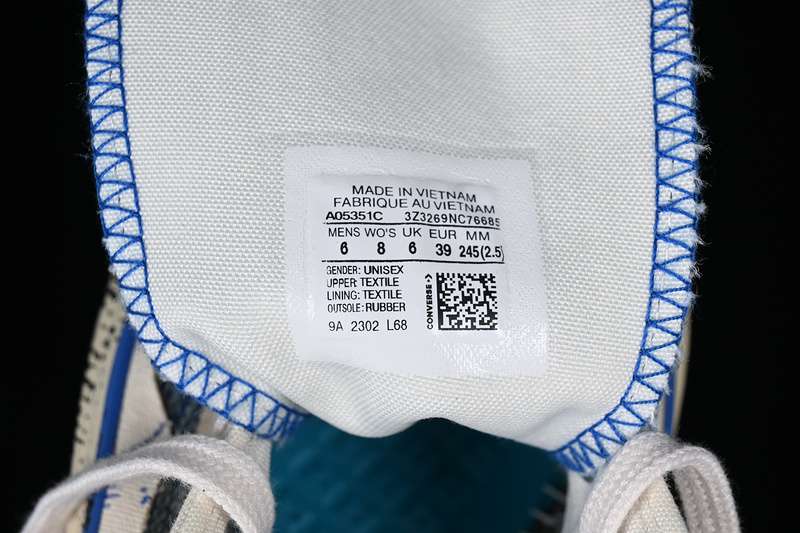 MADE IN VIETNAM
FABRIQUE AU VIETNAM
A05351C 3Z3269NC76685
MENS WO'S UK EUR MM
6 8 6 39 245(2.5)
GENDER: UNISEX
UPPER TEXTILE
LINING: TEXTILE
OUTSOLE: RUBBER
9A 2302 L68
CONVERSE